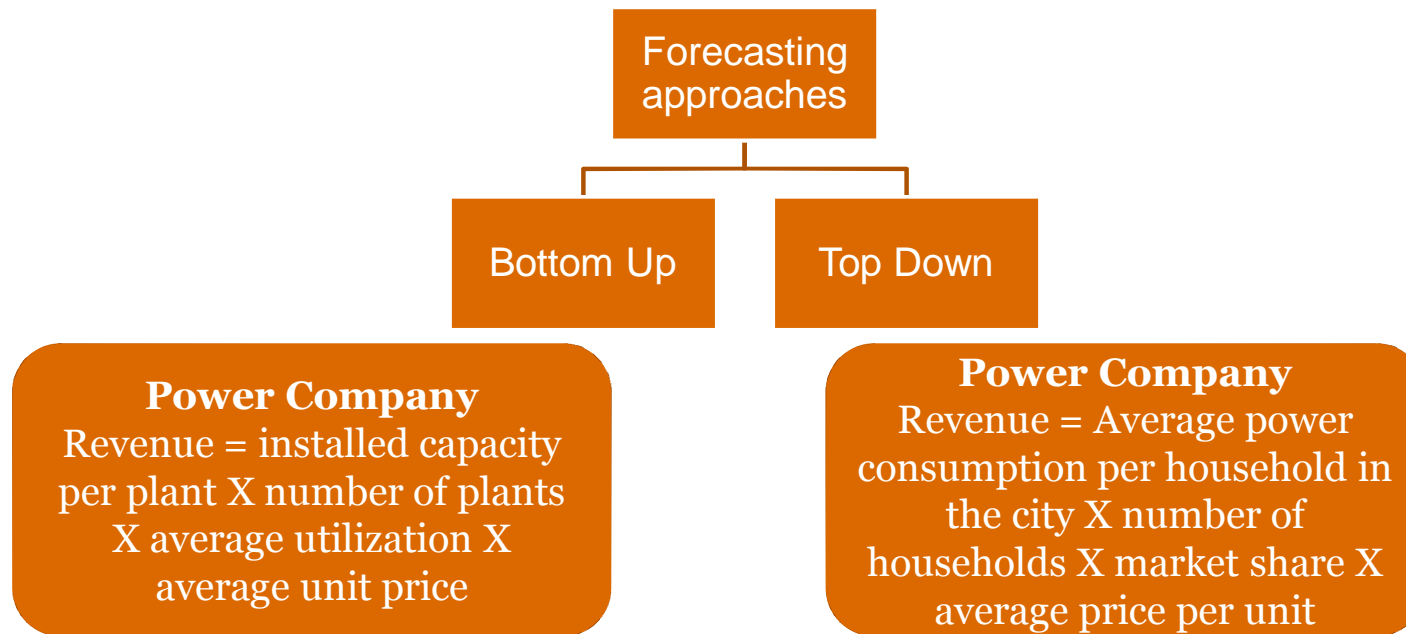 Forecasting
approaches
Bottom Up
Top Down
Power Company
Revenue = installed capacity
per plant X number of plants
X average utilization X
average unit price
Power Company
Revenue = Average power
consumption per household in
the city X number of
households X market share X
average price per unit